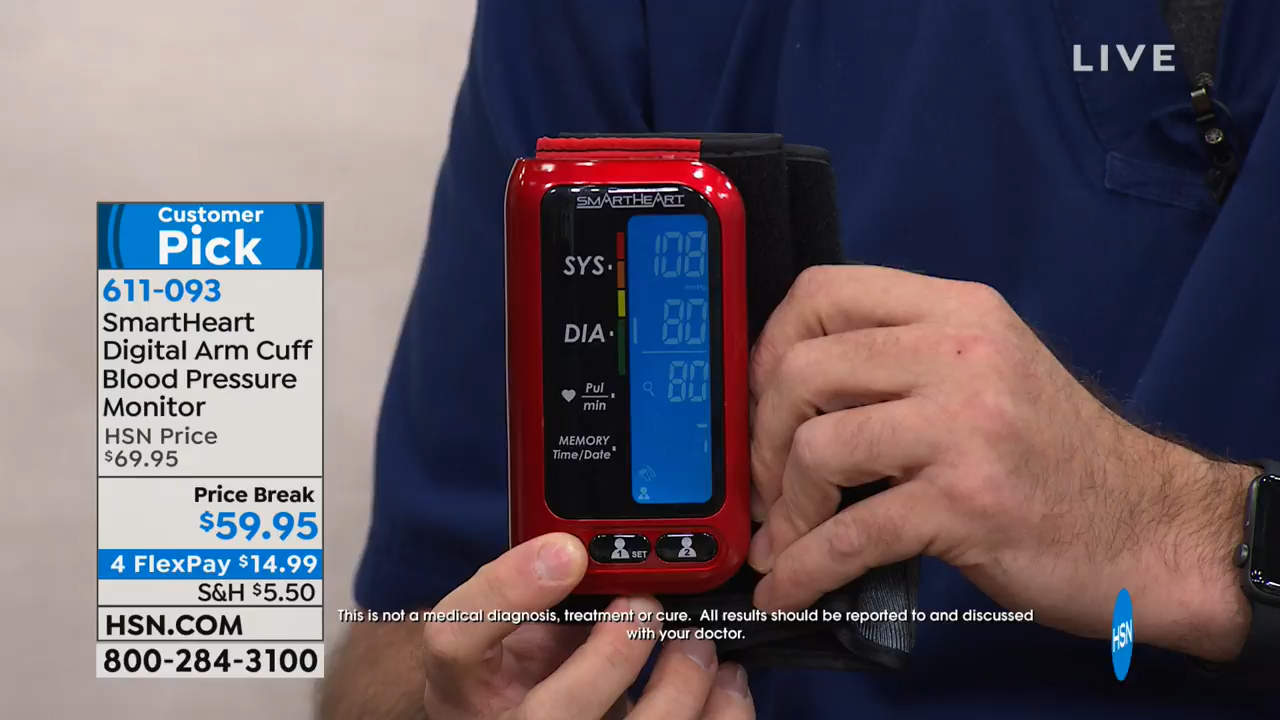 LIVE
Customer
Pick
611-093
SmartHeart
Digital Arm Cuff
Blood Pressure
Monitor
HSN Price
$69.95
Price Break
$59.95
4 FlexPay $14.99
S&H $5.50
HSN.COM
800-284-3100
SMARTHEART
SYS
108
mmHg
DIA
80
Pul
min
80
MEMORY
Time/Date
1 SET
2
This is not a medical diagnosis, treatment or cure. All results should be reported to and discussed
with your doctor.
HSN